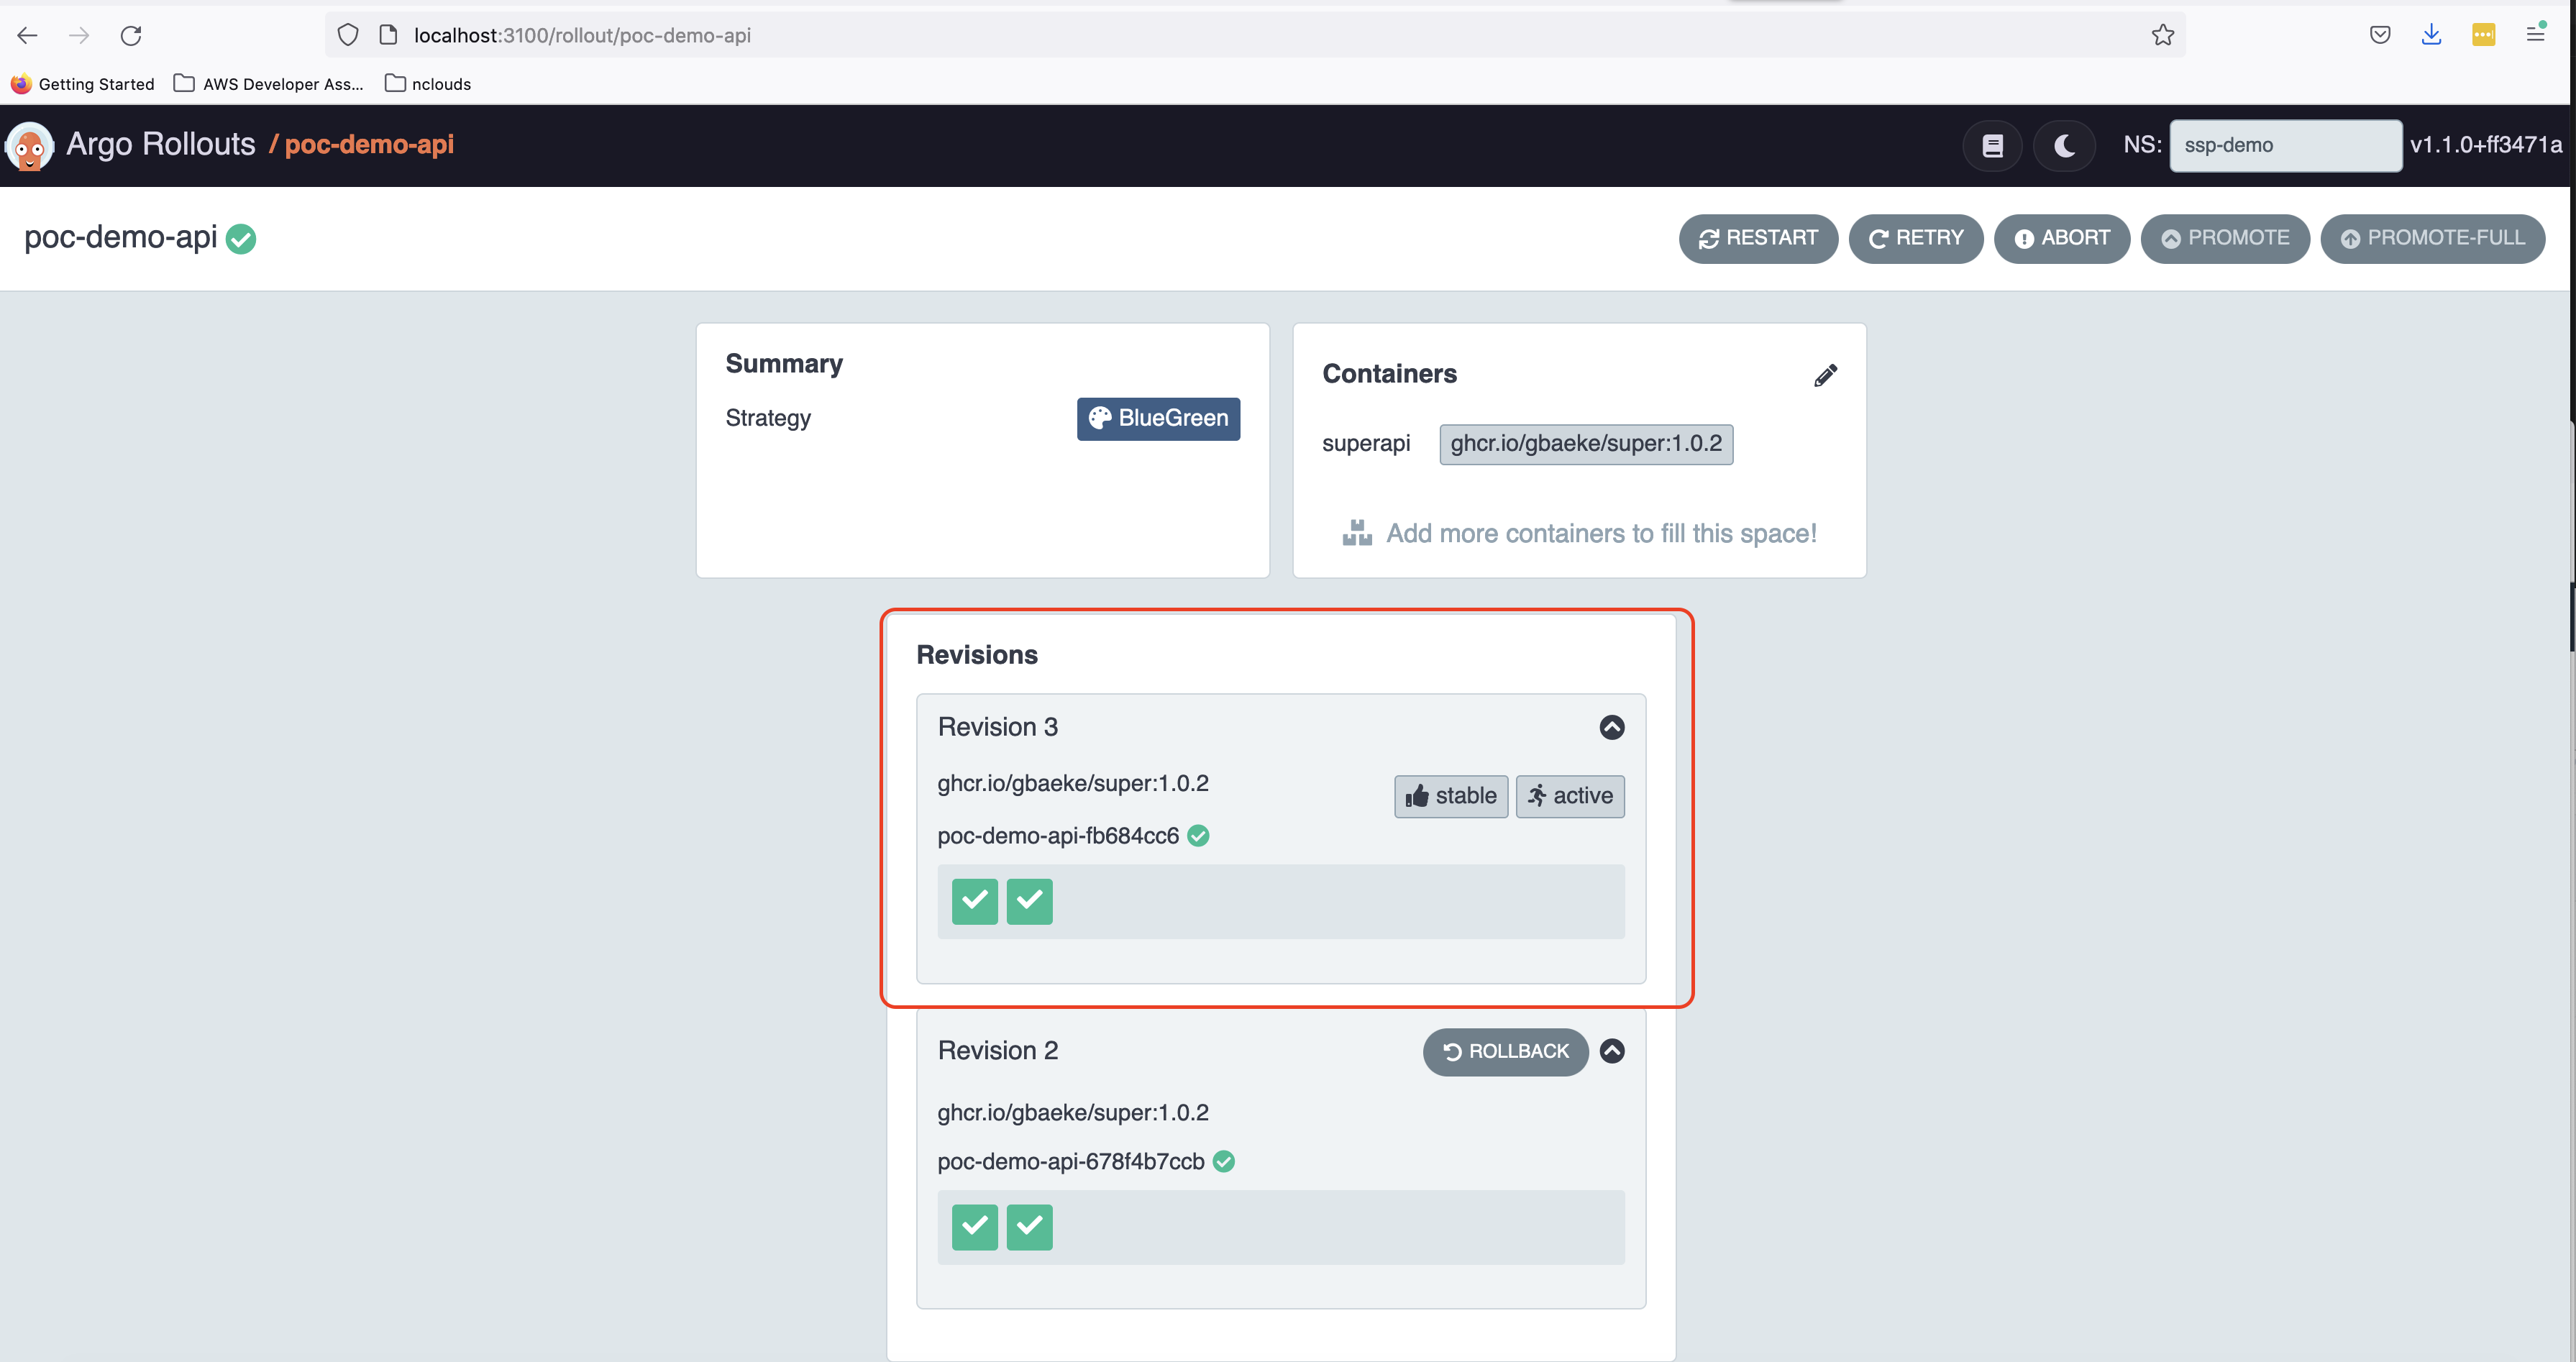 localhost:3100/rollout/poc-demo-api
Getting Started
AWS Developer Ass...
nclouds
Argo Rollouts / poc-demo-api
NS:
ssp-demo
v1.1.0+ff3471a
poc-demo-api
RESTART
RETRY
ABORT
PROMOTE
PROMOTE-FULL
Summary
Strategy
BlueGreen
Containers
superapi
ghcr.io/gbaeke/super:1.0.2
Add more containers to fill this space!
Revisions
Revision 3
ghcr.io/gbaeke/super:1.0.2
stable
active
poc-demo-api-fb684cc6
Revision 2
ROLLBACK
ghcr.io/gbaeke/super:1.0.2
poc-demo-api-678f4b7ccb